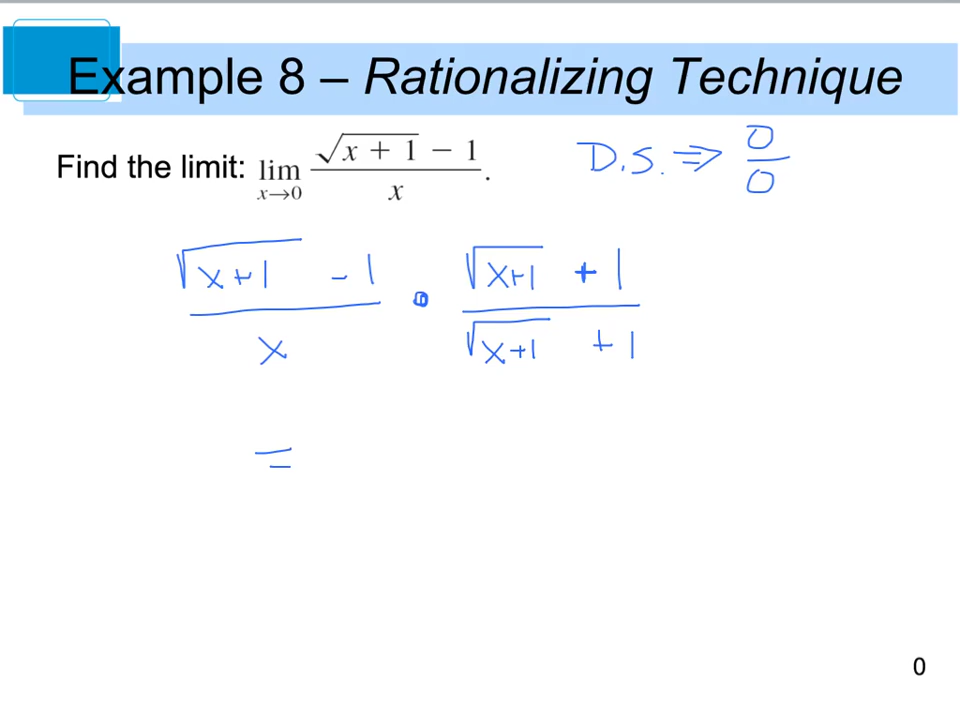 Example 8 – Rationalizing Technique
Find the limit: lim x→0 (√(x + 1) − 1)/x.
D.S. ⇒ 0/0
(√(x+1) - 1)/x • (√(x+1) + 1)/(√(x+1) + 1)
=
0